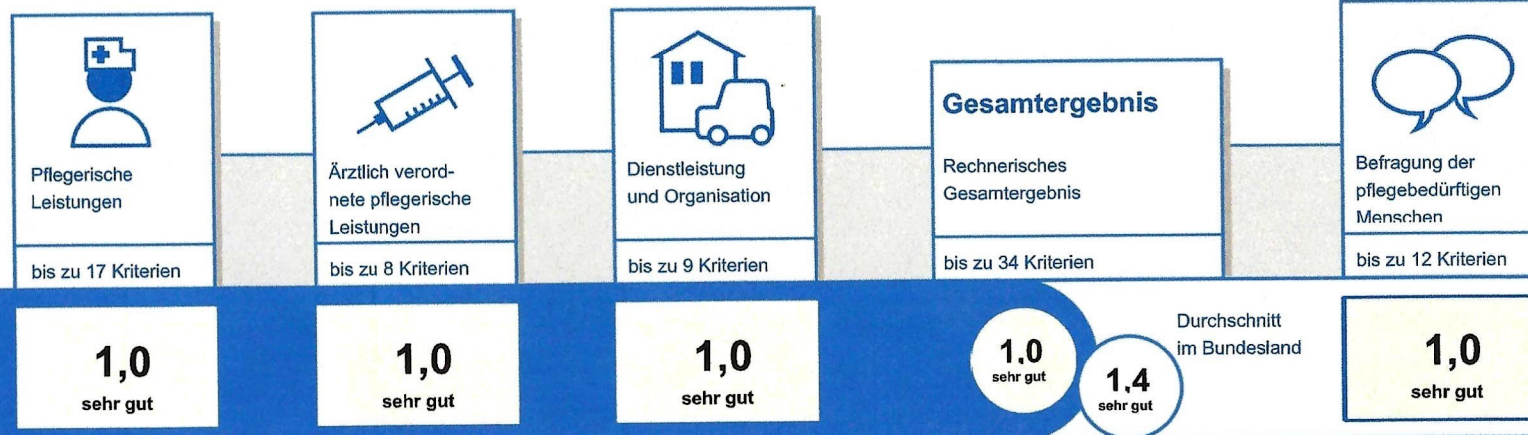 Pflegerische
Leistungen
bis zu 17 Kriterien
1,0
sehr gut
Ärztlich verord-
nete pflegerische
Leistungen
bis zu 8 Kriterien
1,0
sehr gut
Dienstleistung
und Organisation
bis zu 9 Kriterien
1,0
sehr gut
Gesamtergebnis
Rechnerisches
Gesamtergebnis
bis zu 34 Kriterien
1,0
sehr gut
1,4
sehr gut
Durchschnitt
im Bundesland
Befragung der
pflegebedürftigen
Menschen
bis zu 12 Kriterien
1,0
sehr gut